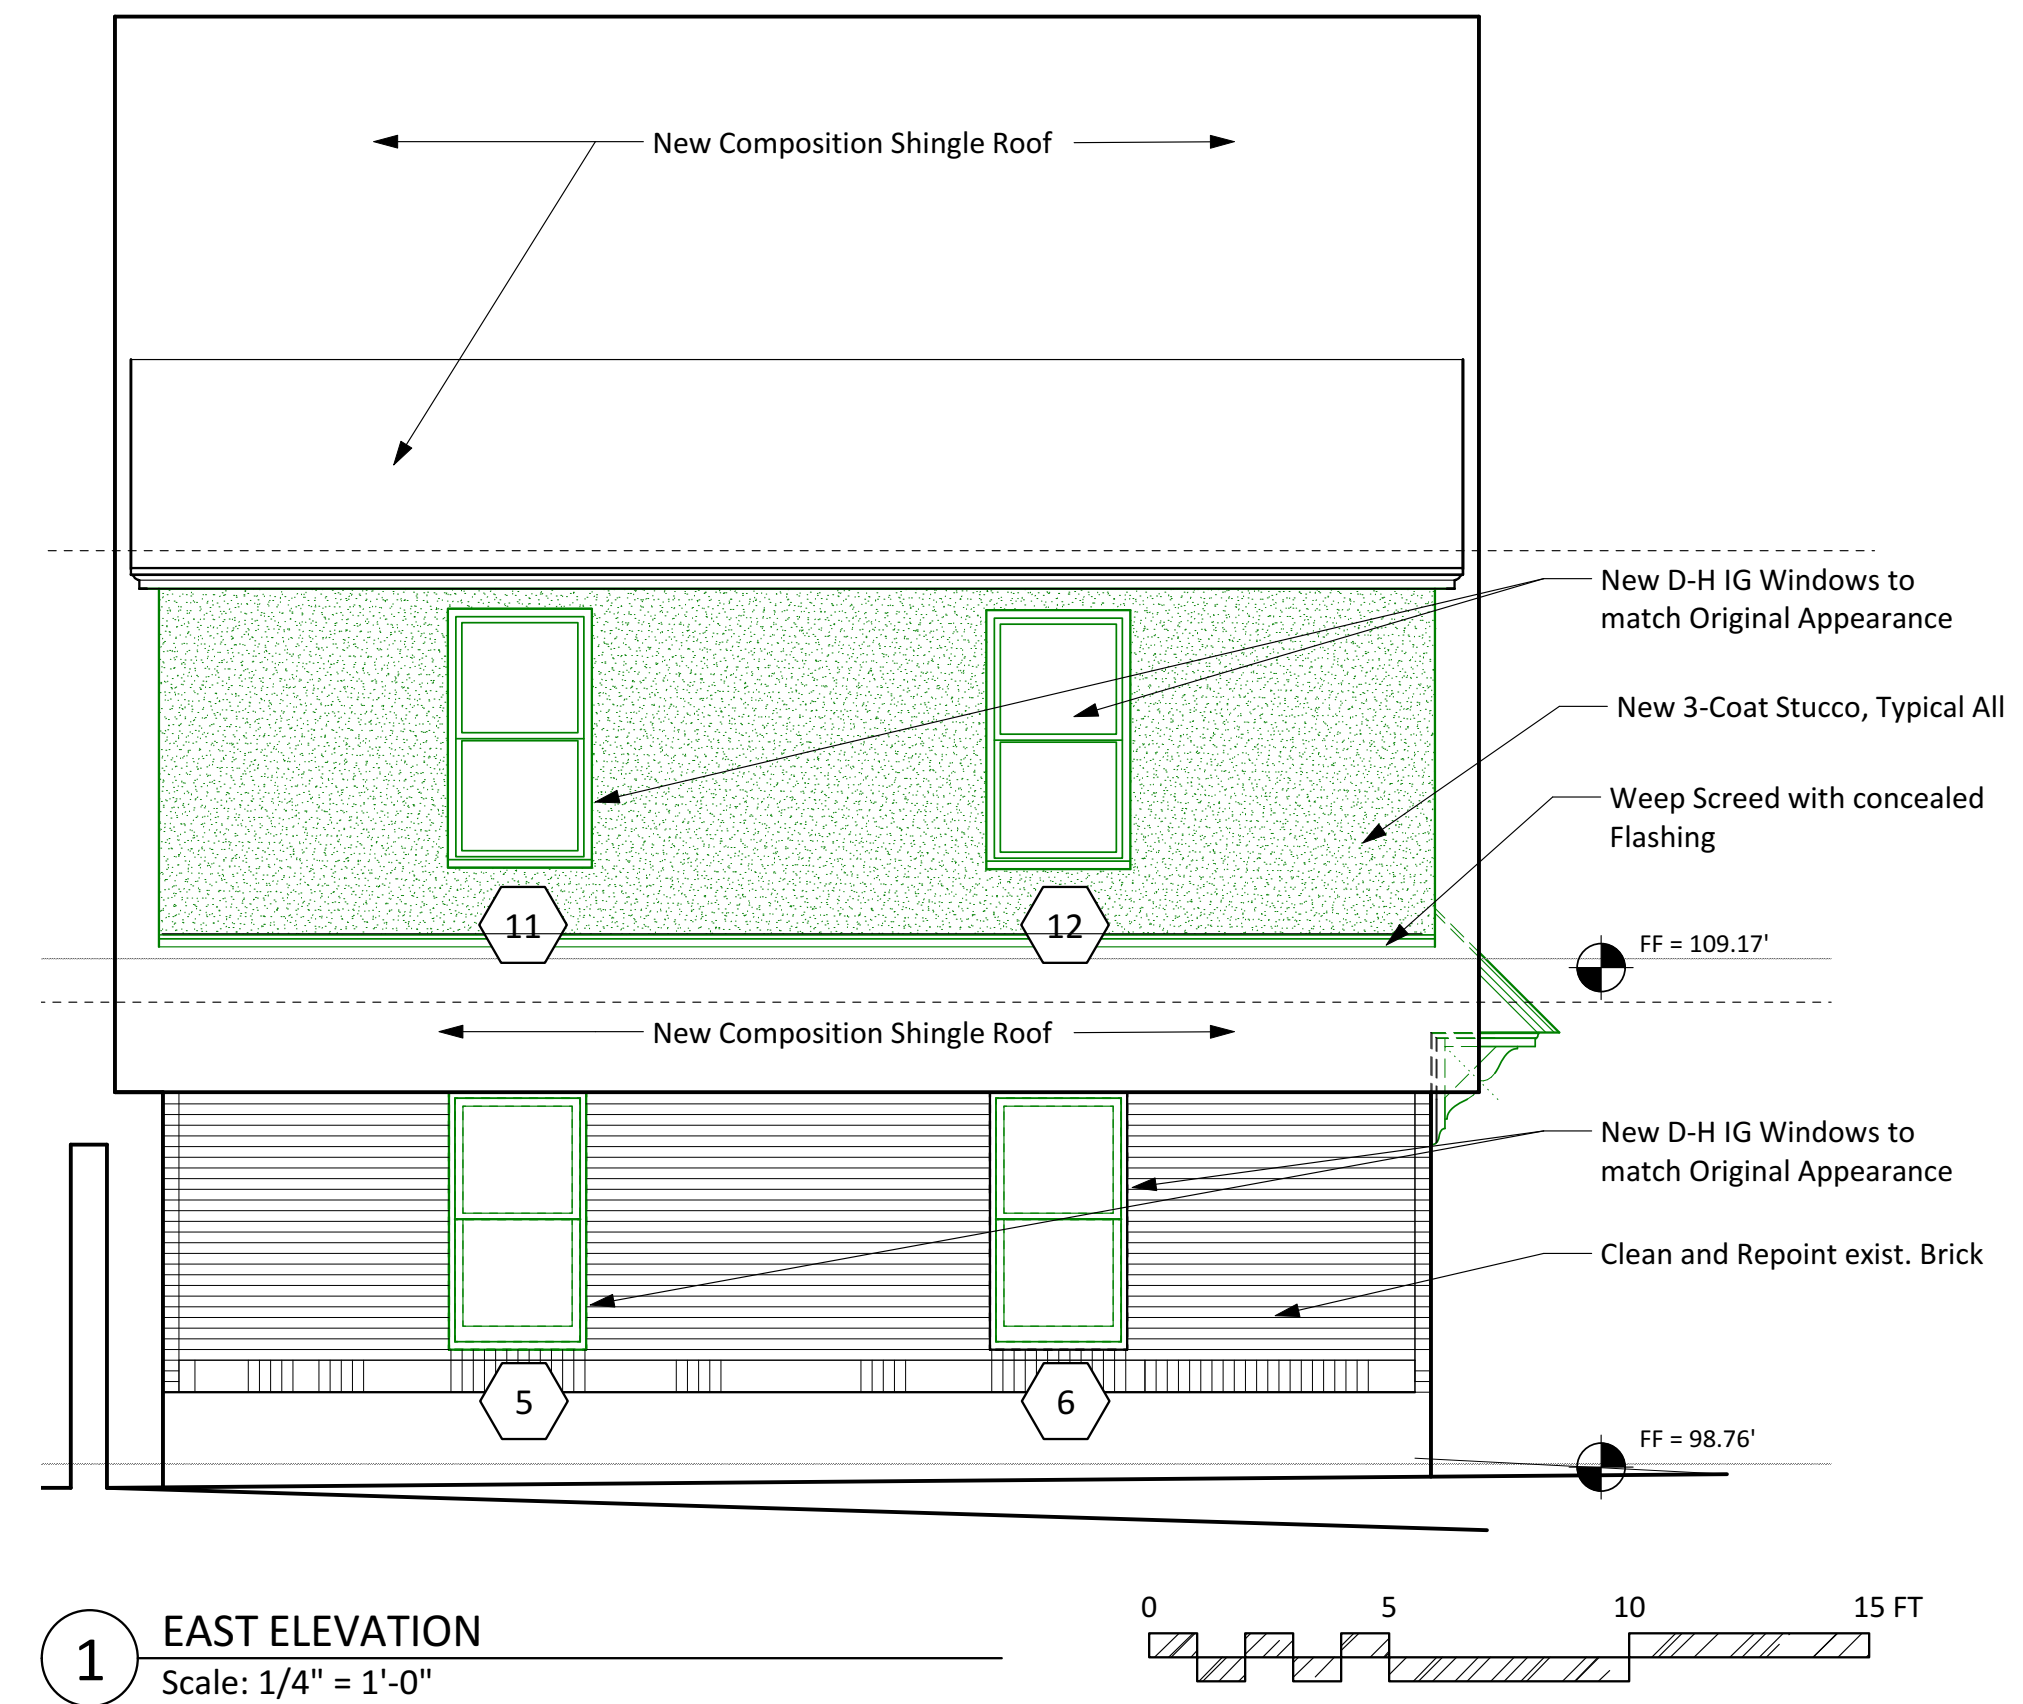 New Composition Shingle Roof
New D-H IG Windows to
match Original Appearance
New 3-Coat Stucco, Typical All
Weep Screed with concealed
Flashing
11
12
FF = 109.17'
New Composition Shingle Roof
New D-H IG Windows to
match Original Appearance
Clean and Repoint exist. Brick
5
6
FF = 98.76'
1
EAST ELEVATION
Scale: 1/4" = 1'-0"
0 5 10 15 FT